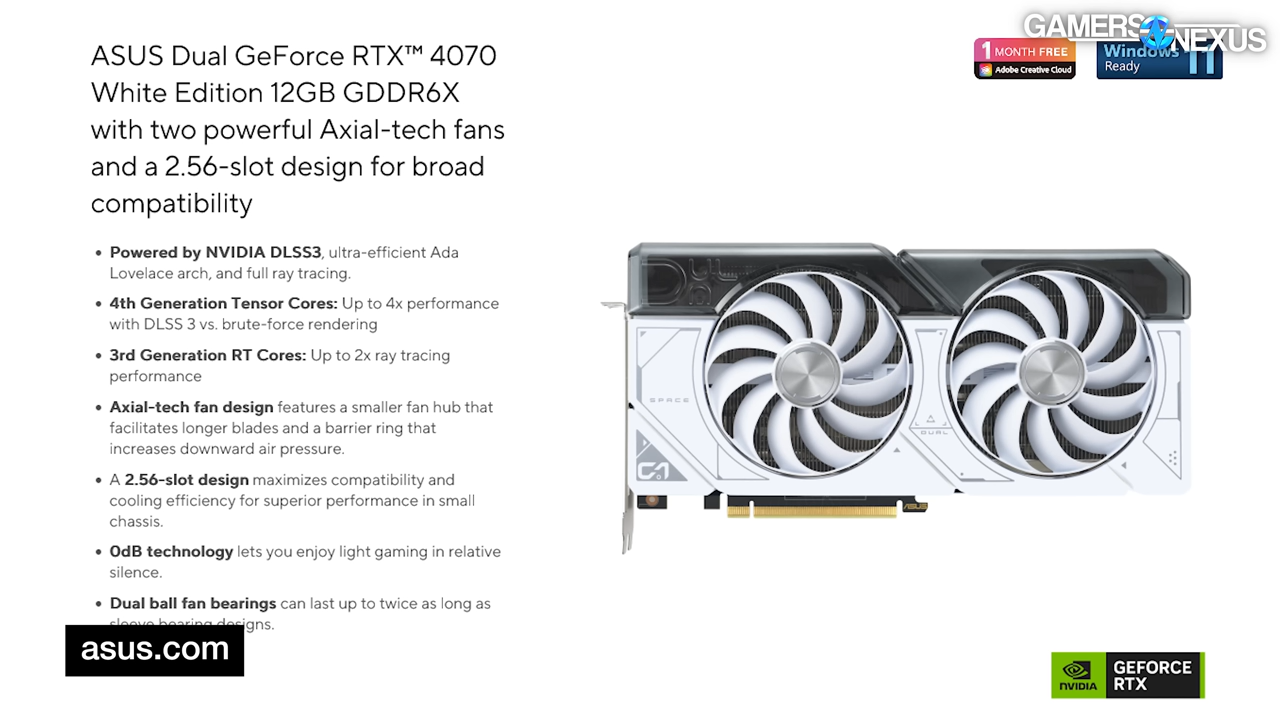 GAMERS NEXUS
1 MONTH FREE
Adobe Creative Cloud
Windows 11
Ready
ASUS Dual GeForce RTX™ 4070
White Edition 12GB GDDR6X
with two powerful Axial-tech fans
and a 2.56-slot design for broad
compatibility
• Powered by NVIDIA DLSS3, ultra-efficient Ada
Lovelace arch, and full ray tracing.
• 4th Generation Tensor Cores: Up to 4x performance
with DLSS 3 vs. brute-force rendering
• 3rd Generation RT Cores: Up to 2x ray tracing
performance
• Axial-tech fan design features a smaller fan hub that
facilitates longer blades and a barrier ring that
increases downward air pressure.
• A 2.56-slot design maximizes compatibility and
cooling efficiency for superior performance in small
chassis.
• 0dB technology lets you enjoy light gaming in relative
silence.
• Dual ball fan bearings can last up to twice as long as
sleeve bearing designs.
asus.com
DUAL
SPACE
DUAL
ASUS
NVIDIA
GEFORCE
RTX